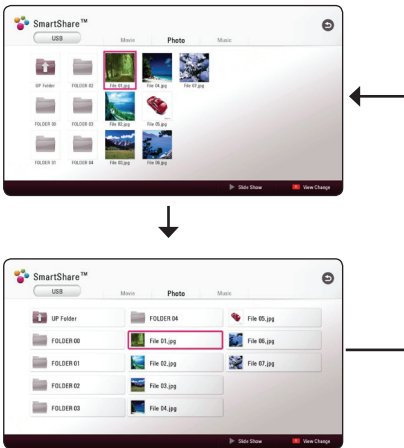 SmartShare™
USB
Movie Photo Music
UP Folder FOLDER 02 File 01.jpg File 04.jpg File 07.jpg
FOLDER 00 FOLDER 03 File 02.jpg File 05.jpg
FOLDER 01 FOLDER 04 File 03.jpg File 06.jpg
Slide Show View Change
SmartShare™
USB
Movie Photo Music
UP Folder FOLDER 04 File 05.jpg
FOLDER 00 File 01.jpg File 06.jpg
FOLDER 01 File 02.jpg File 07.jpg
FOLDER 02 File 03.jpg
FOLDER 03 File 04.jpg
Slide Show View Change